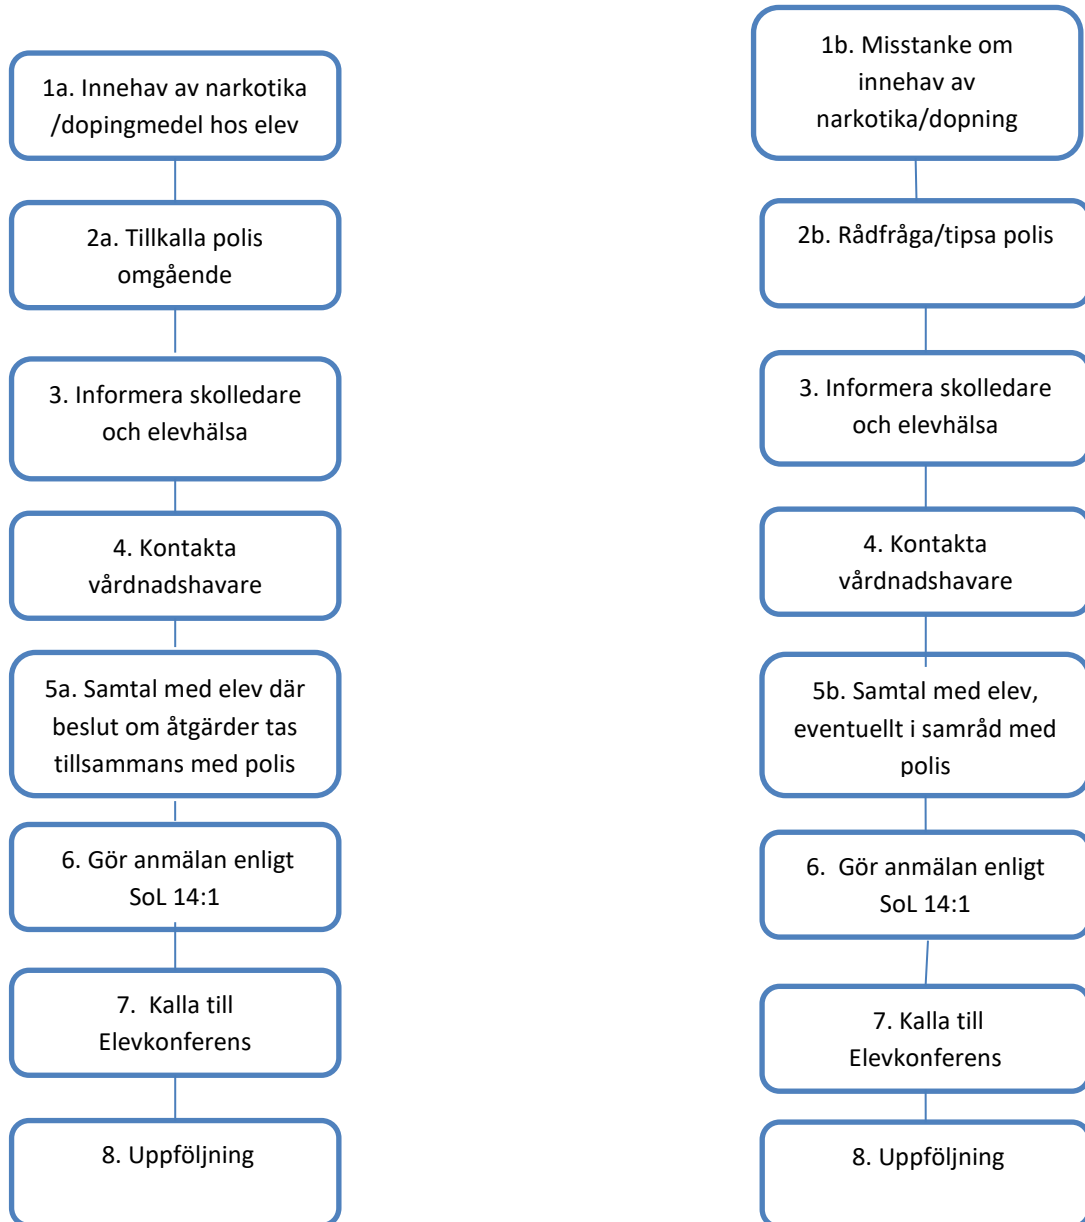 1a. Innehav av narkotika
/dopingmedel hos elev
2a. Tillkalla polis
omgående
3. Informera skolledare
och elevhälsa
4. Kontakta
vårdnadshavare
5a. Samtal med elev där
beslut om åtgärder tas
tillsammans med polis
6. Gör anmälan enligt
SoL 14:1
7. Kalla till
Elevkonferens
8. Uppföljning
1b. Misstanke om
innehav av
narkotika/dopning
2b. Rådfråga/tipsa polis
3. Informera skolledare
och elevhälsa
4. Kontakta
vårdnadshavare
5b. Samtal med elev,
eventuellt i samråd med
polis
6. Gör anmälan enligt
SoL 14:1
7. Kalla till
Elevkonferens
8. Uppföljning